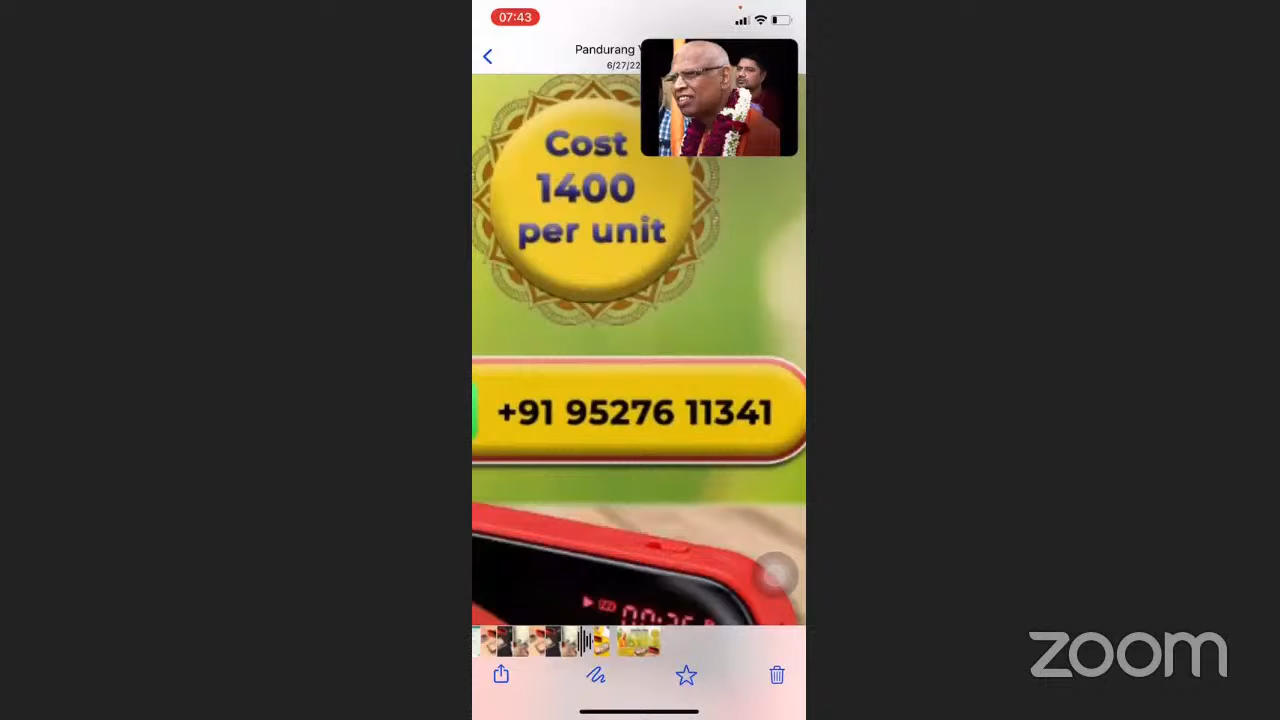 07:43
Pandurang
6/27/22
Cost
1400
per unit
+91 95276 11341
zoom